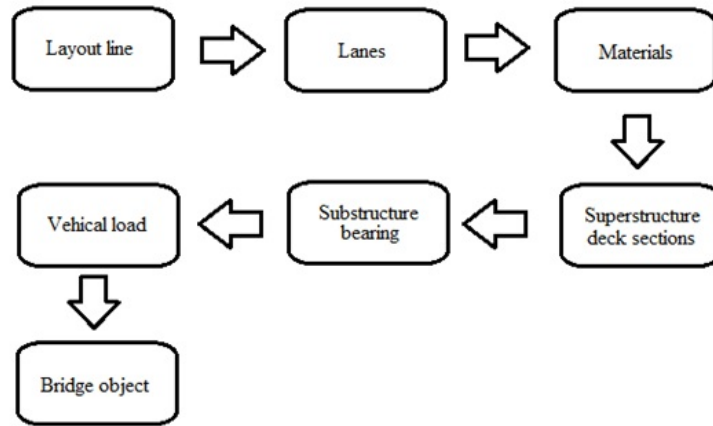 Layout line
Lanes
Materials
Superstructure
deck sections
Substructure
bearing
Vehical load
Bridge object